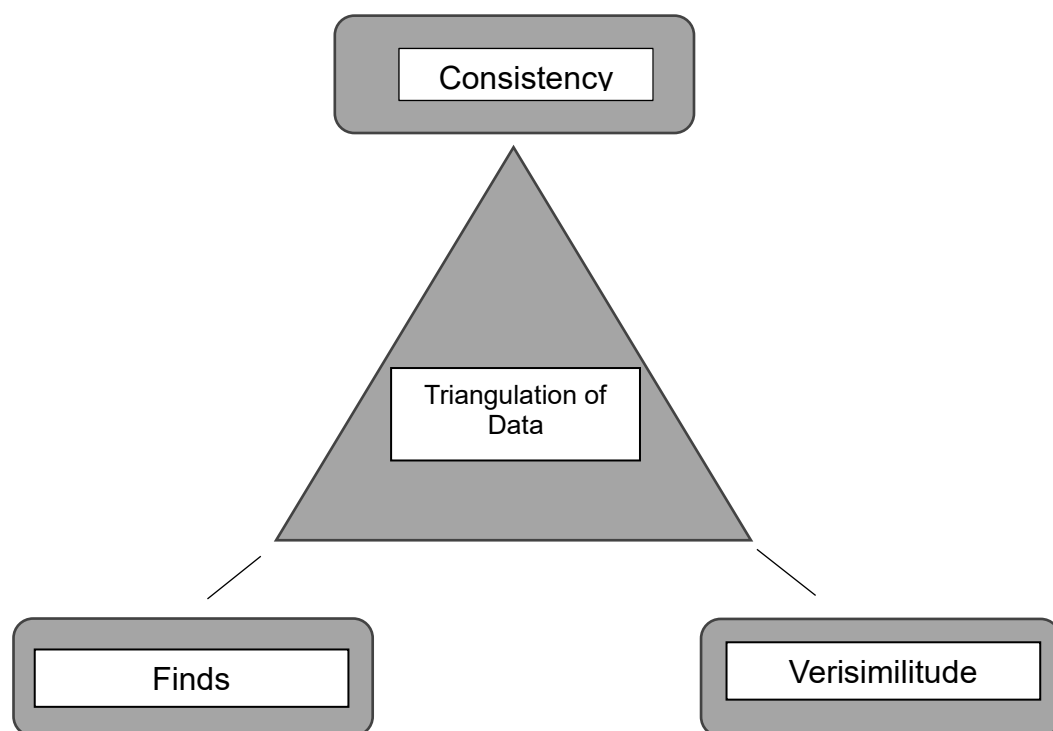 Consistency
Triangulation of
Data
Finds
Verisimilitude